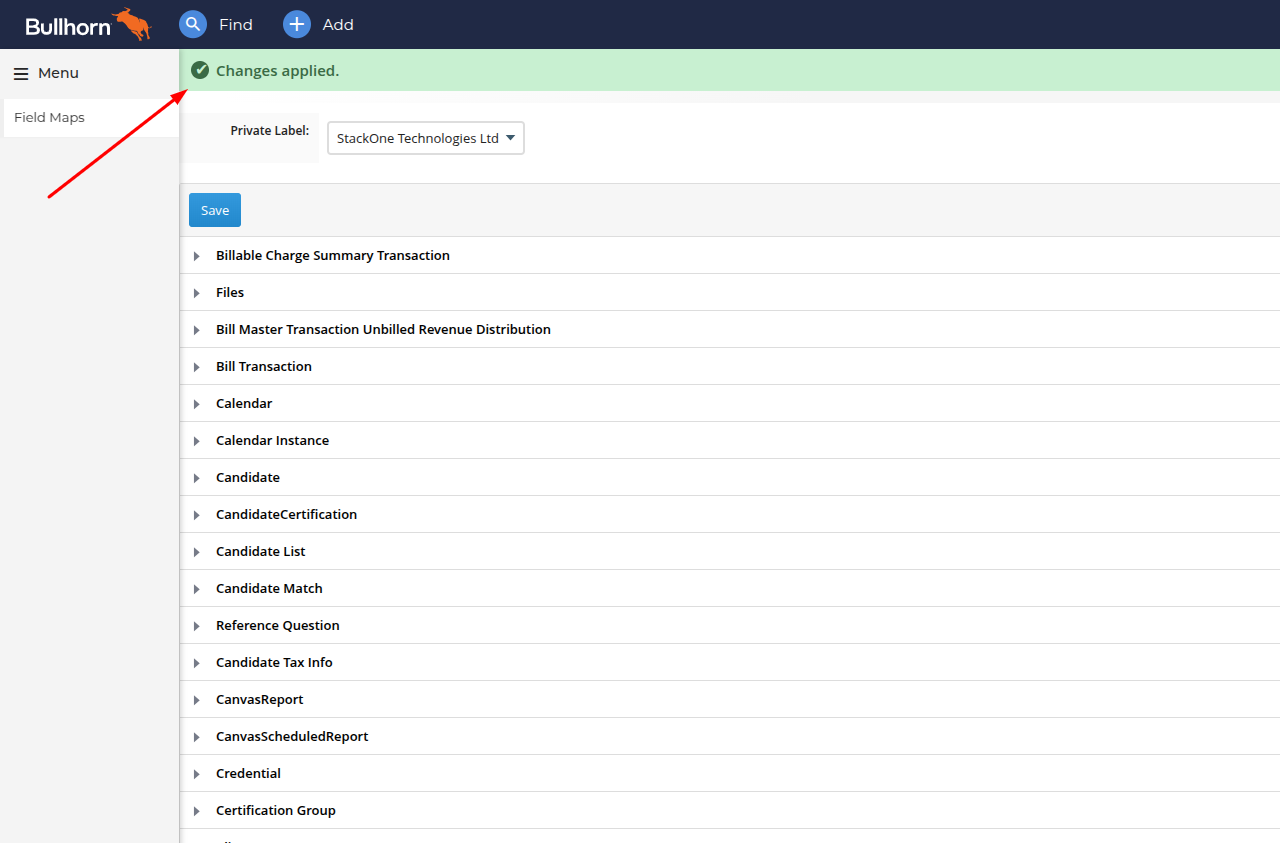 Bullhorn Find Add
Menu
Changes applied.
Field Maps
Private Label: StackOne Technologies Ltd
Save
Billable Charge Summary Transaction
Files
Bill Master Transaction Unbilled Revenue Distribution
Bill Transaction
Calendar
Calendar Instance
Candidate
CandidateCertification
Candidate List
Candidate Match
Reference Question
Candidate Tax Info
CanvasReport
CanvasScheduledReport
Credential
Certification Group